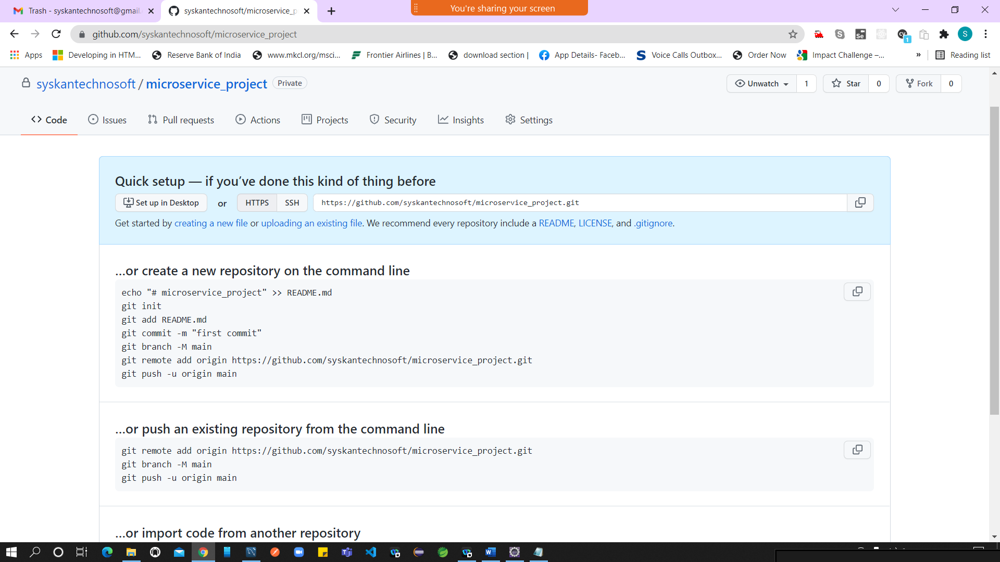 Trash - syskantechnosoft@gmail.
syskantechnosoft/microservice_p
You're sharing your screen
github.com/syskantechnosoft/microservice_project
S
1
Apps
Developing in HTM...
Reserve Bank of India
www.mkcl.org/msci...
Frontier Airlines | B...
download section |
App Details- Faceb...
Voice Calls Outbox...
Order Now
Impact Challenge –...
»
Reading list
syskantechnosoft / microservice_project
Private
Unwatch
1
Star
0
Fork
0
Code
Issues
Pull requests
Actions
Projects
Security
Insights
Settings
Quick setup — if you’ve done this kind of thing before
Set up in Desktop
or
HTTPS
SSH
https://github.com/syskantechnosoft/microservice_project.git
Get started by creating a new file or uploading an existing file. We recommend every repository include a README, LICENSE, and .gitignore.
…or create a new repository on the command line
echo "# microservice_project" >> README.md
git init
git add README.md
git commit -m "first commit"
git branch -M main
git remote add origin https://github.com/syskantechnosoft/microservice_project.git
git push -u origin main
…or push an existing repository from the command line
git remote add origin https://github.com/syskantechnosoft/microservice_project.git
git branch -M main
git push -u origin main
…or import code from another repository